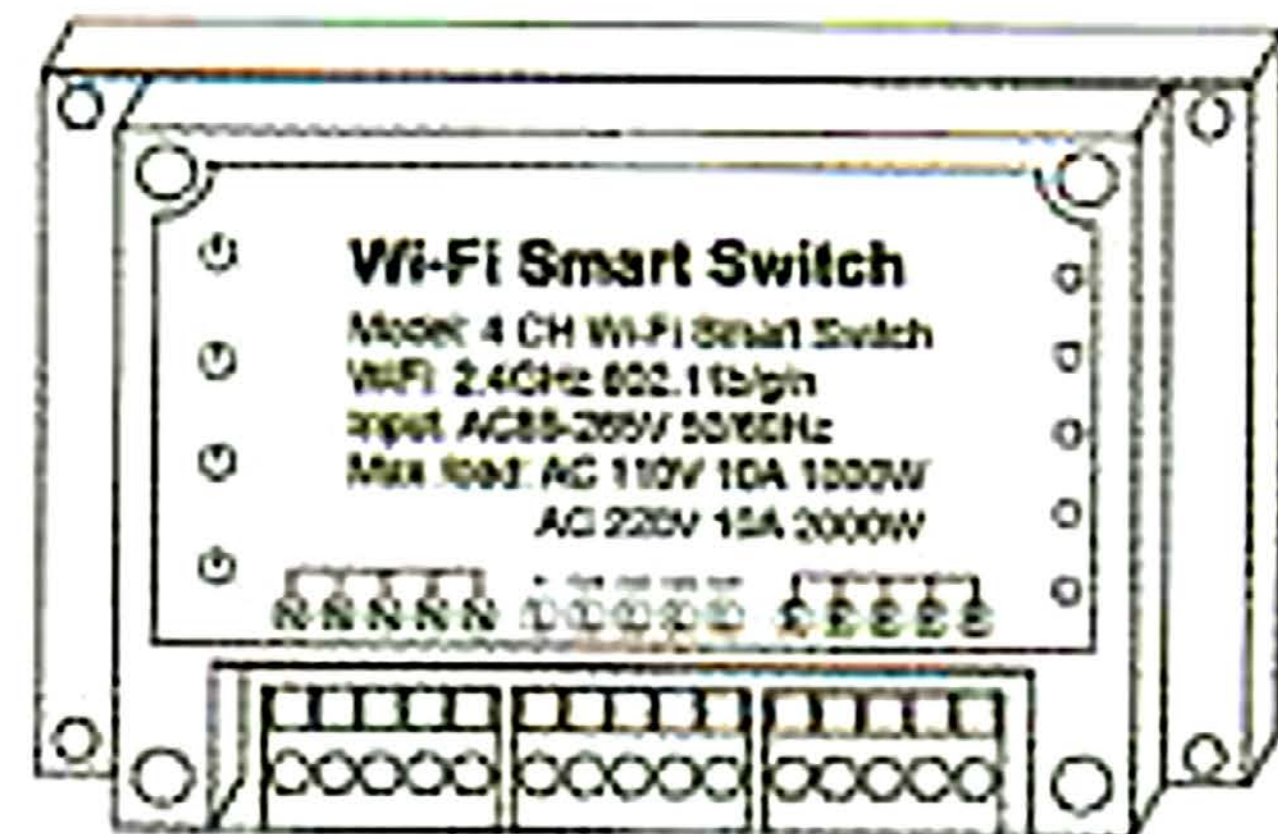 Wi-Fi Smart Switch
Model: 4 CH Wi-Fi Smart Switch
WiFi: 2.4GHz 802.11b/g/n
Input: AC85-265V 50/60Hz
Max. load: AC 110V 10A 1000W
AC 220V 10A 2000W
N N N N N L L L L L